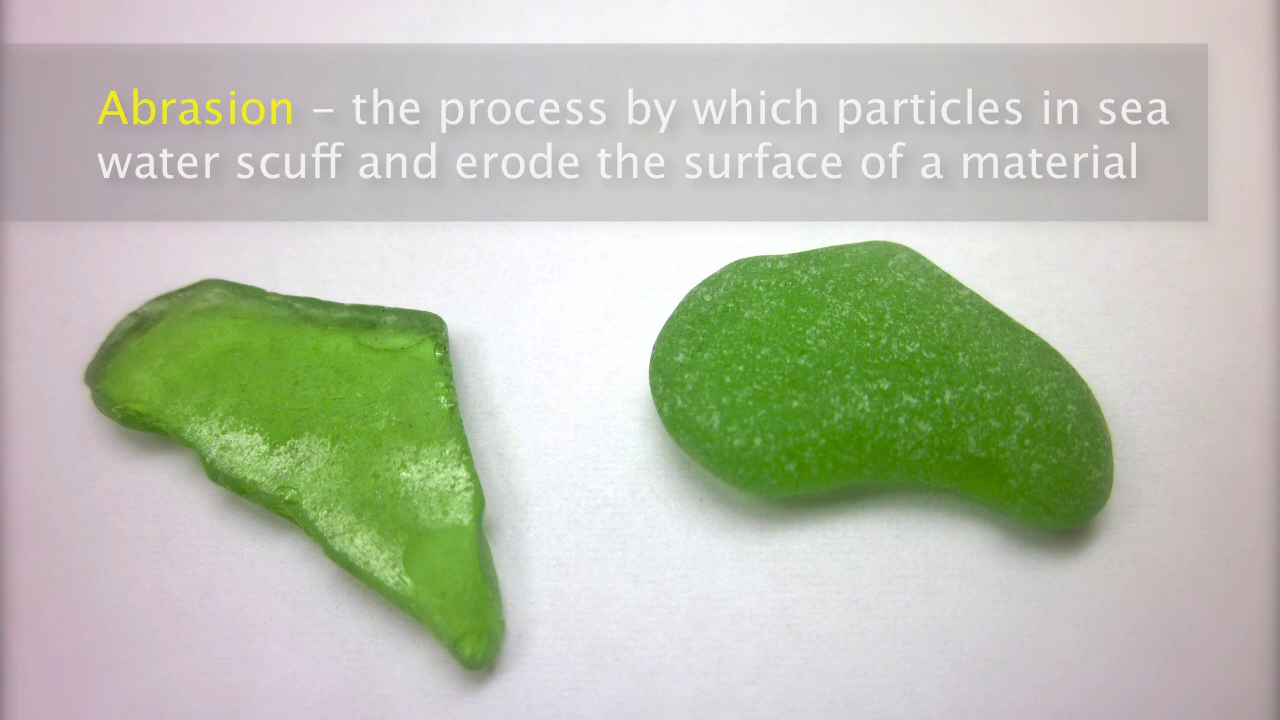 Abrasion – the process by which particles in sea
water scuff and erode the surface of a material